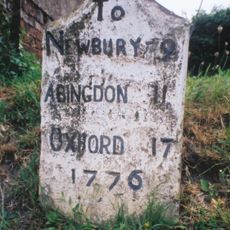 To
NEWBURY 9
ABINGDON 11
OXFORD 17
1776